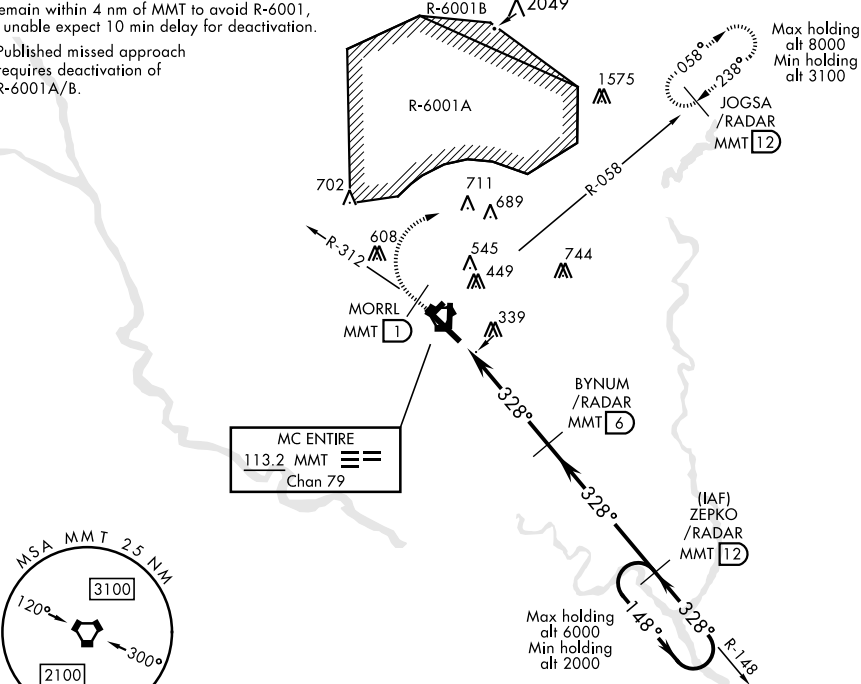 emain within 4 nm of MMT to avoid R-6001,
unable expect 10 min delay for deactivation.
Published missed approach
requires deactivation of
R-6001A/B.
R-6001B
2049
Max holding
alt 8000
Min holding
alt 3100
058°
238°
1575
R-6001A
JOGSA
/RADAR
MMT 12
702
711
689
R-058
608
R-312
545
449
744
MORRL
MMT 1
339
328°
BYNUM
/RADAR
MMT 6
MC ENTIRE
113.2 MMT
Chan 79
328°
(IAF)
ZEPKO
/RADAR
MMT 12
MSA MMT 25 NM
3100
120°
300°
2100
Max holding
alt 6000
Min holding
alt 2000
148°
328°
R-148